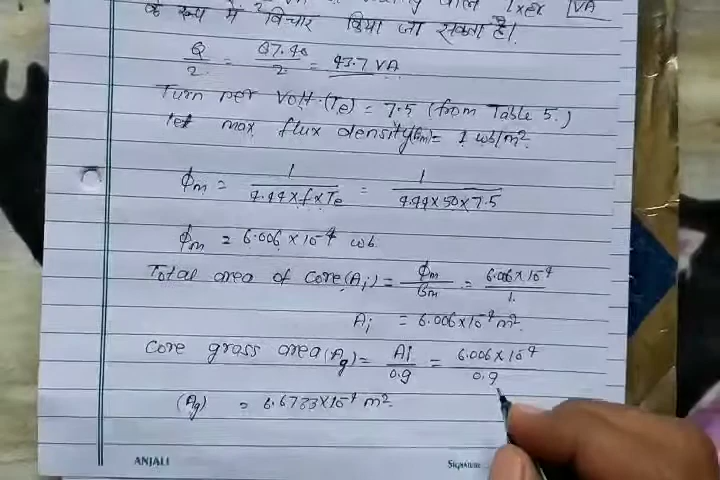 के रूप में विचार किया जा सकता है।
Q/2 = 87.40/2 = 43.7 VA
Turn per Volt (Te) = 7.5 (from Table 5.)
let max flux density(Bm)= 1 wb/m².
ϕm = 1/(4.44×f×Te) = 1/(4.44×50×7.5)
ϕm = 6.006×10⁻⁴ wb.
Total area of core(Ai) = ϕm/Bm = 6.006×10⁻⁴/1.
Ai = 6.006×10⁻⁴ m².
Core gross area(Ag)= Ai/0.9 = 6.006×10⁻⁴/0.9
(Ag) = 6.6733×10⁻⁴ m².
ANJALI
Signature